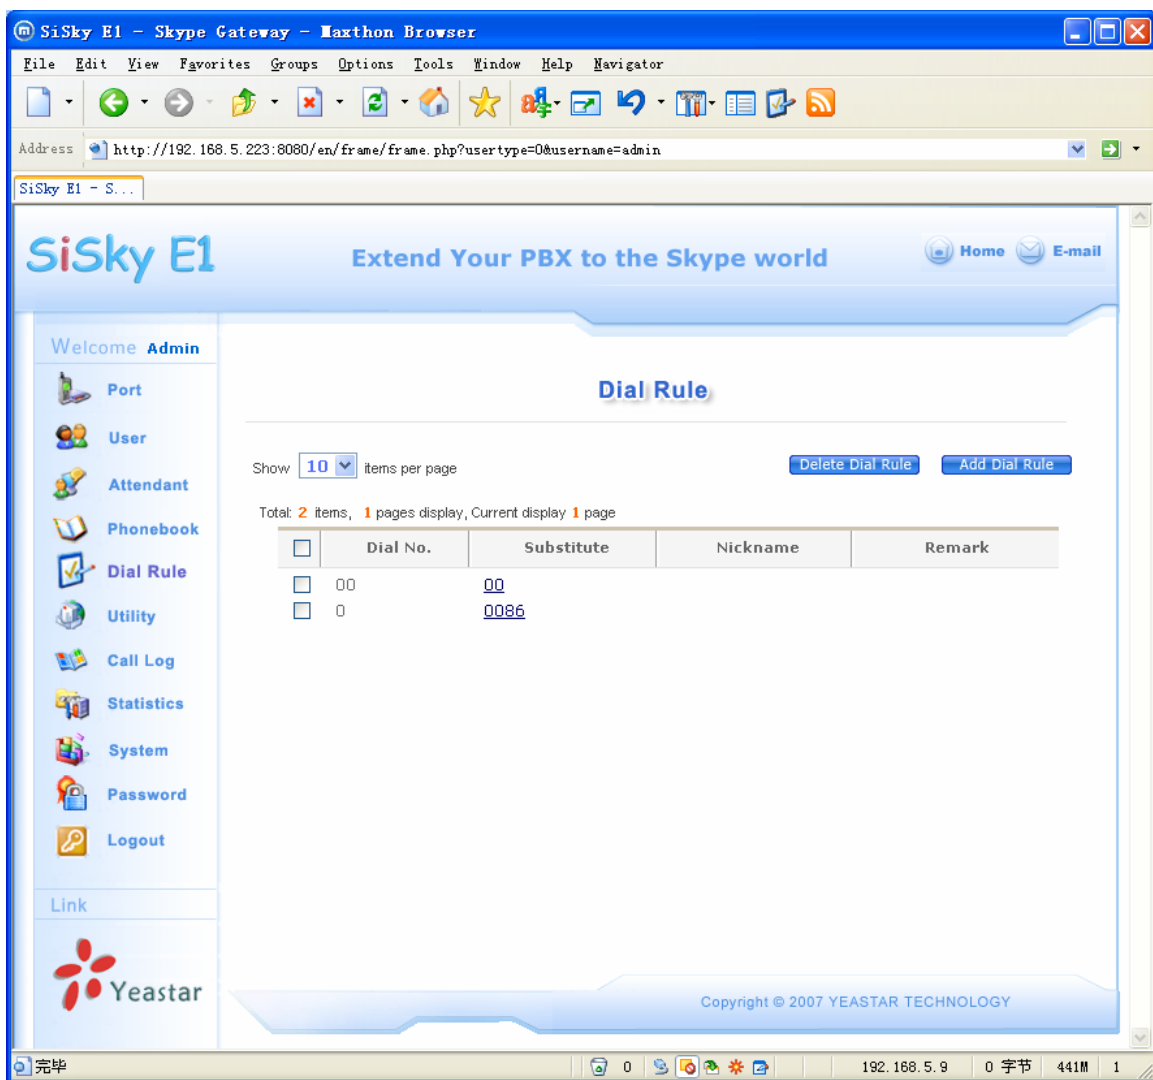 SiSky E1 - Skype Gateway - Maxthon Browser
File Edit View Favorites Groups Options Tools Window Help Navigator
Address http://192.168.5.223:8080/en/frame/frame.php?usertype=0&username=admin
SiSky E1 - S...
SiSky E1 Extend Your PBX to the Skype world Home E-mail
Welcome Admin
Port
User
Attendant
Phonebook
Dial Rule
Utility
Call Log
Statistics
System
Password
Logout
Link
Yeastar
Dial Rule
Show 10 items per page Delete Dial Rule Add Dial Rule
Total: 2 items, 1 pages display, Current display 1 page
Dial No. Substitute Nickname Remark
00 00
0 0086
Copyright © 2007 YEASTAR TECHNOLOGY
完毕 0 192.168.5.9 0 字节 441M 1